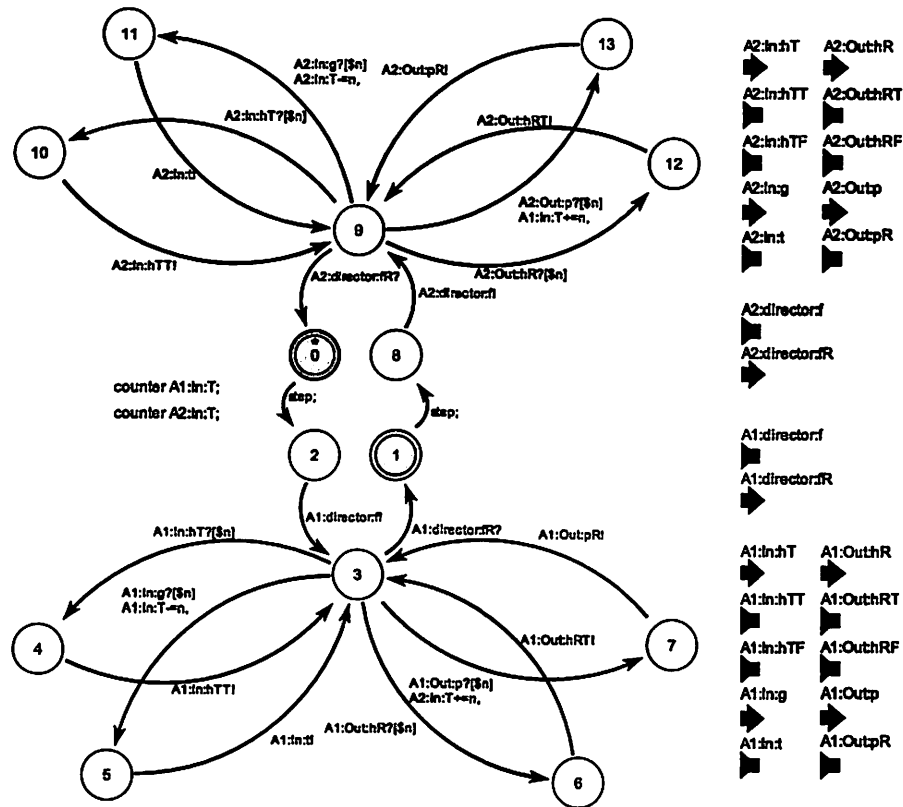 11
13
A2:In:g?[$n]
A2:In:T-=n,
A2:Out:pR!
A2:In:hT?[$n]
A2:Out:hRT!
10
12
A2:In:t!
9
A2:Out:p?[$n]
A1:In:T+=n,
A2:In:hTT!
A2:Out:hR?[$n]
A2:director:fR?
A2:director:f!
*
0
8
counter A1:In:T;
counter A2:In:T;
step;
step;
2
1
A1:director:f!
A1:director:fR?
A1:In:hT?[$n]
A1:Out:pR!
3
A1:In:g?[$n]
A1:In:T-=n,
4
7
A1:Out:hRT!
A1:In:hTT!
A1:Out:p?[$n]
A2:In:T+=n,
A1:In:t!
A1:Out:hR?[$n]
5
6
A2:In:hT A2:Out:hR
A2:In:hTT A2:Out:hRT
A2:In:hTF A2:Out:hRF
A2:In:g A2:Out:p
A2:In:t A2:Out:pR
A2:director:f
A2:director:fR
A1:director:f
A1:director:fR
A1:In:hT A1:Out:hR
A1:In:hTT A1:Out:hRT
A1:In:hTF A1:Out:hRF
A1:In:g A1:Out:p
A1:In:t A1:Out:pR